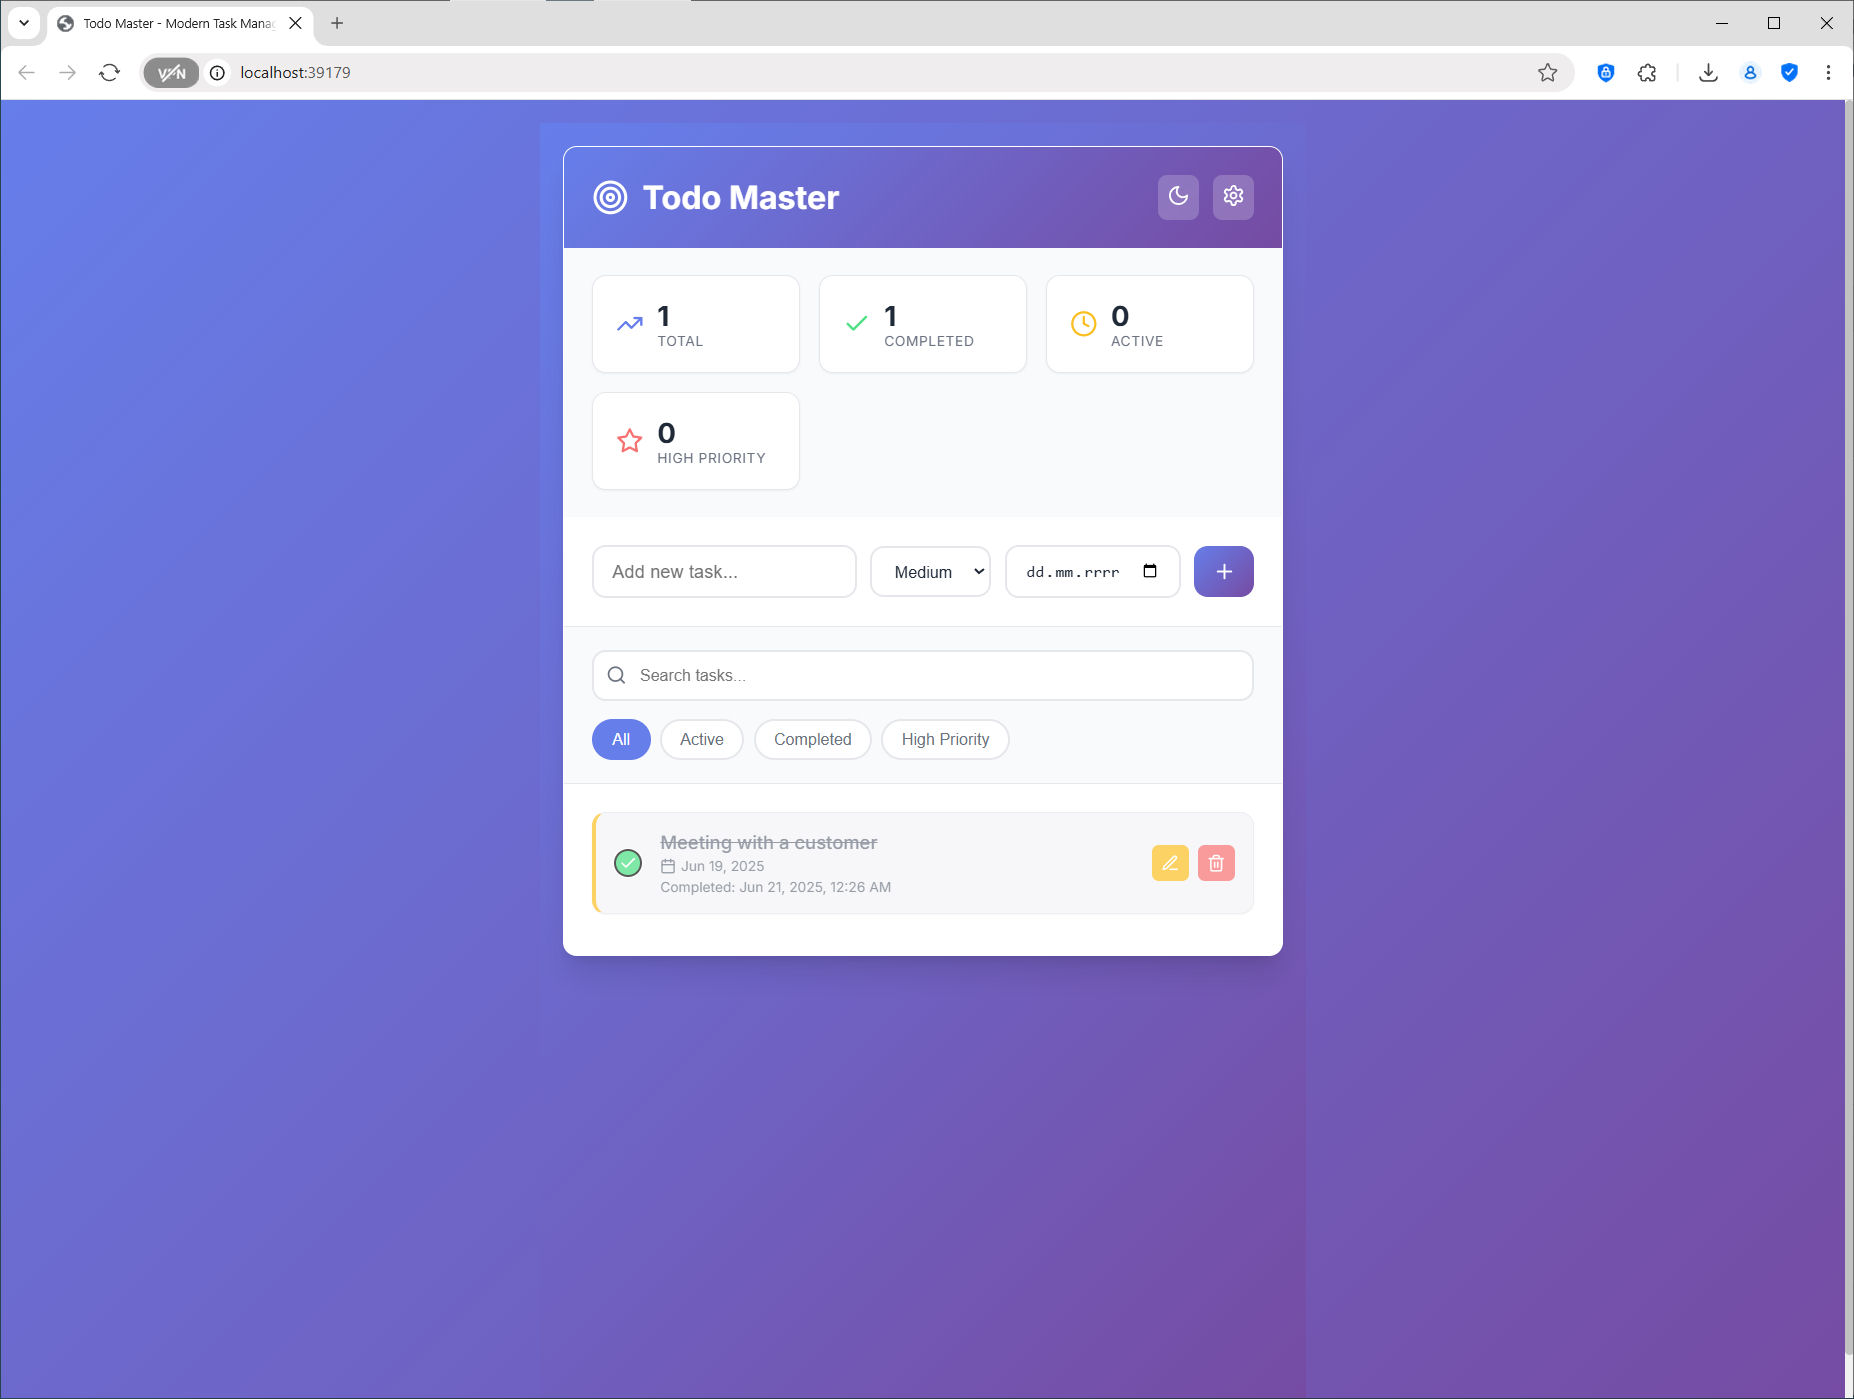 Todo Master - Modern Task Mana
VPN
localhost:39179
Todo Master
1
TOTAL
1
COMPLETED
0
ACTIVE
0
HIGH PRIORITY
Add new task...
Medium
dd.mm.rrrr
Search tasks...
All
Active
Completed
High Priority
Meeting with a customer
Jun 19, 2025
Completed: Jun 21, 2025, 12:26 AM